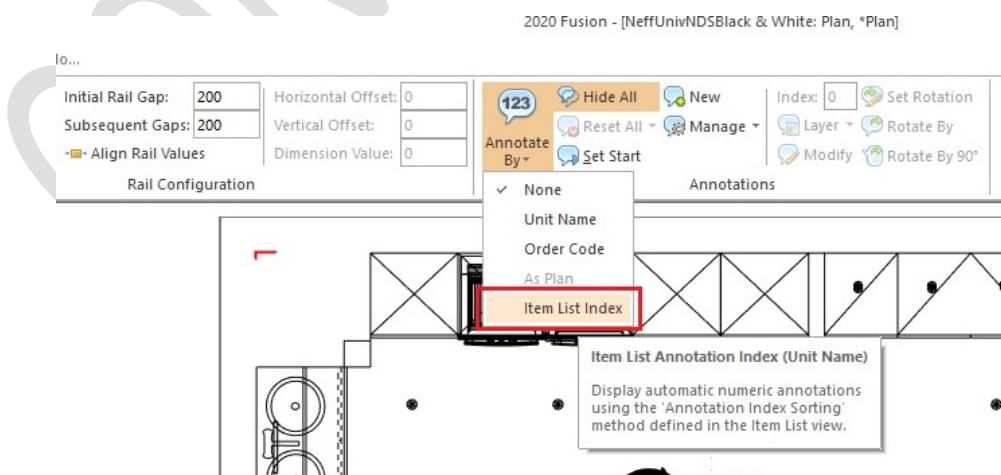 2020 Fusion - [NeffUnivNDSBlack & White: Plan, *Plan]
lo...
Initial Rail Gap: 200
Subsequent Gaps: 200
Align Rail Values
Rail Configuration
Horizontal Offset: 0
Vertical Offset: 0
Dimension Value: 0
123
Annotate
By
Hide All
Reset All
Set Start
New
Manage
Index: 0
Layer
Modify
Set Rotation
Rotate By
Rotate By 90°
Annotations
None
Unit Name
Order Code
As Plan
Item List Index
Item List Annotation Index (Unit Name)
Display automatic numeric annotations
using the 'Annotation Index Sorting'
method defined in the Item List view.